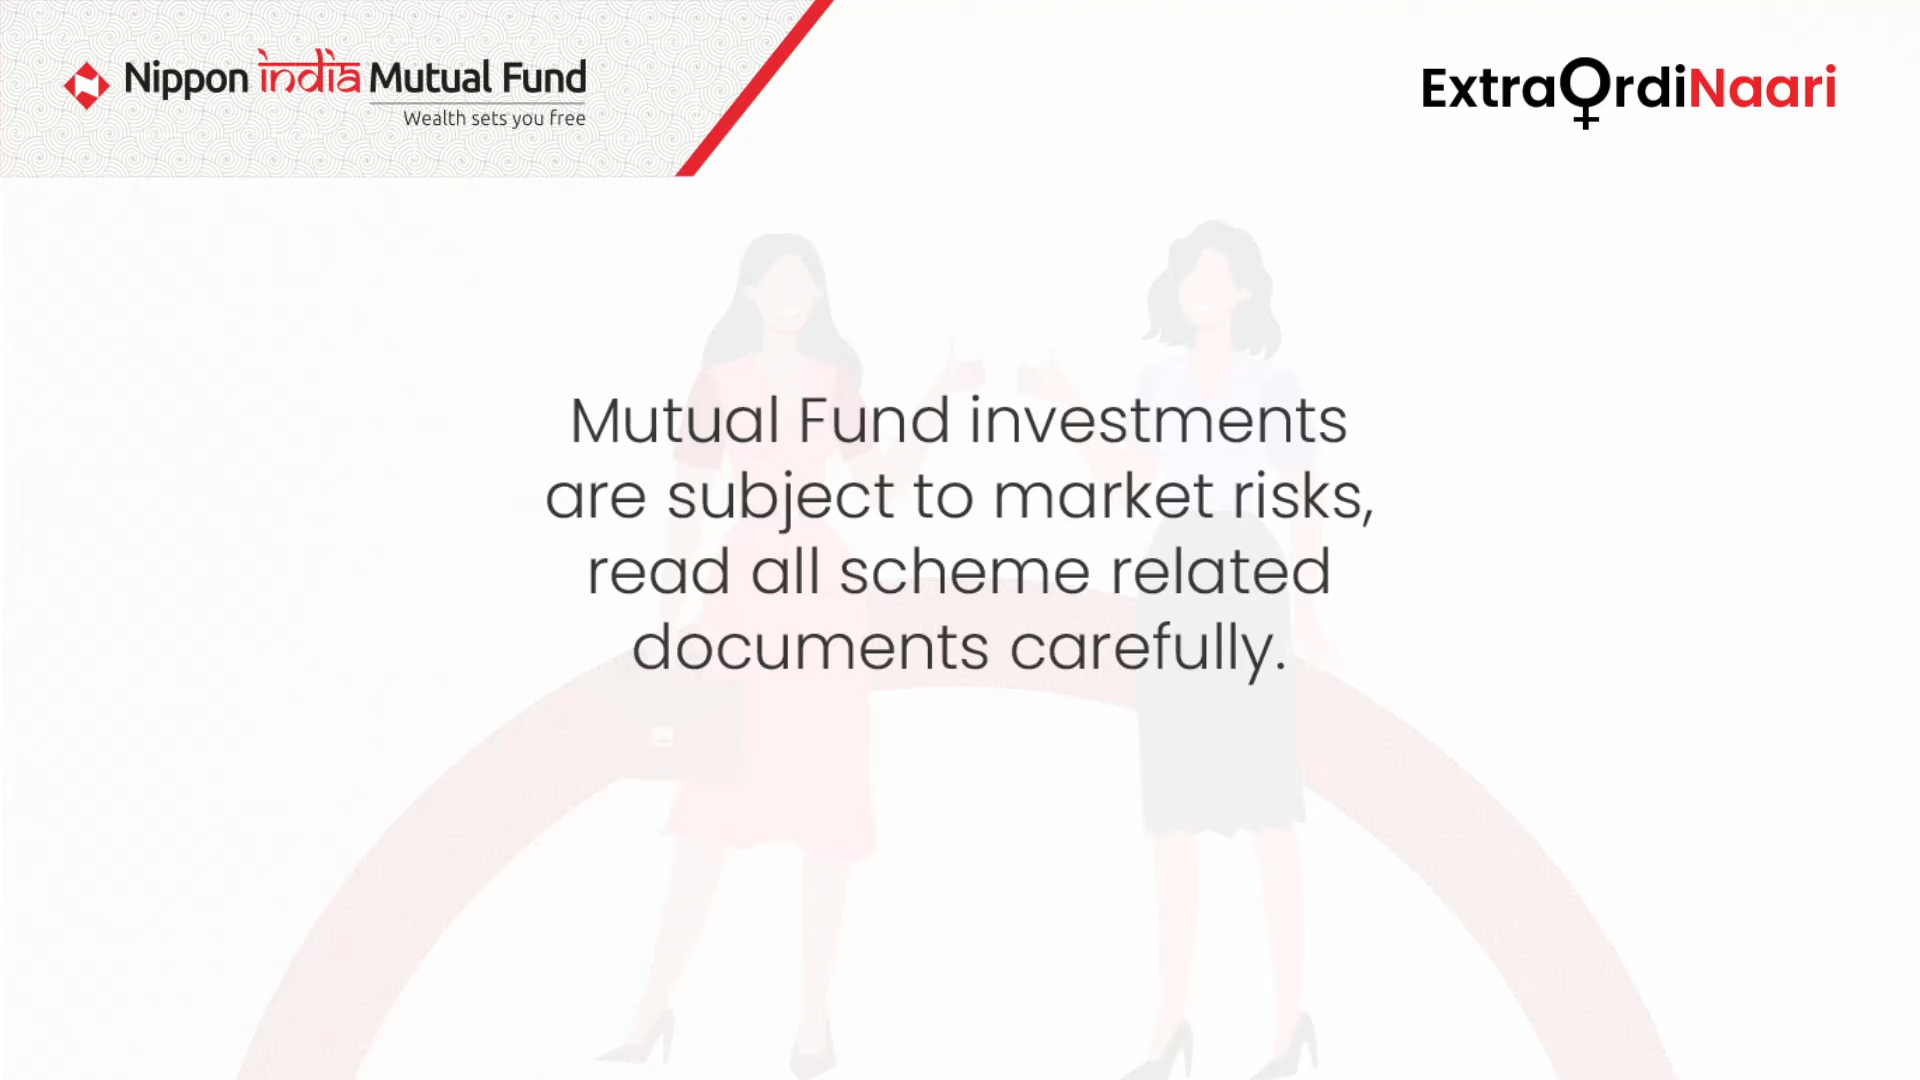 Nippon india Mutual Fund
Wealth sets you free
ExtraOrdiNaari
Mutual Fund investments
are subject to market risks,
read all scheme related
documents carefully.